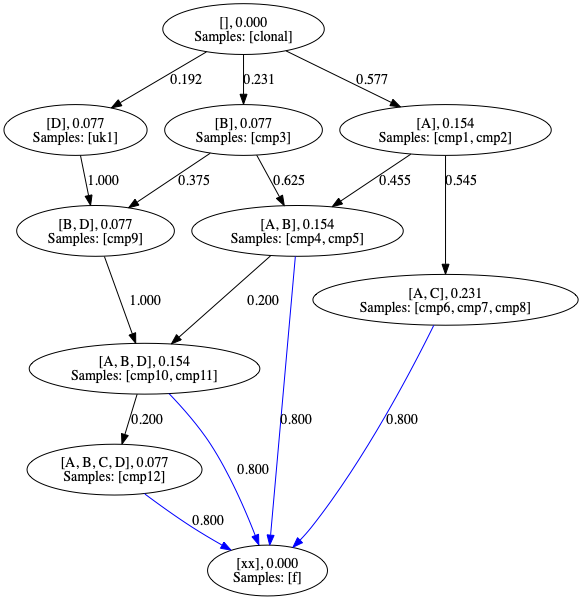 [], 0.000
Samples: [clonal]
0.192
0.231
0.577
[D], 0.077
Samples: [uk1]
[B], 0.077
Samples: [cmp3]
[A], 0.154
Samples: [cmp1, cmp2]
1.000
0.375
0.625
0.455
0.545
[B, D], 0.077
Samples: [cmp9]
[A, B], 0.154
Samples: [cmp4, cmp5]
[A, C], 0.231
Samples: [cmp6, cmp7, cmp8]
1.000
0.200
[A, B, D], 0.154
Samples: [cmp10, cmp11]
0.200
0.800
0.800
[A, B, C, D], 0.077
Samples: [cmp12]
0.800
0.800
[xx], 0.000
Samples: [f]